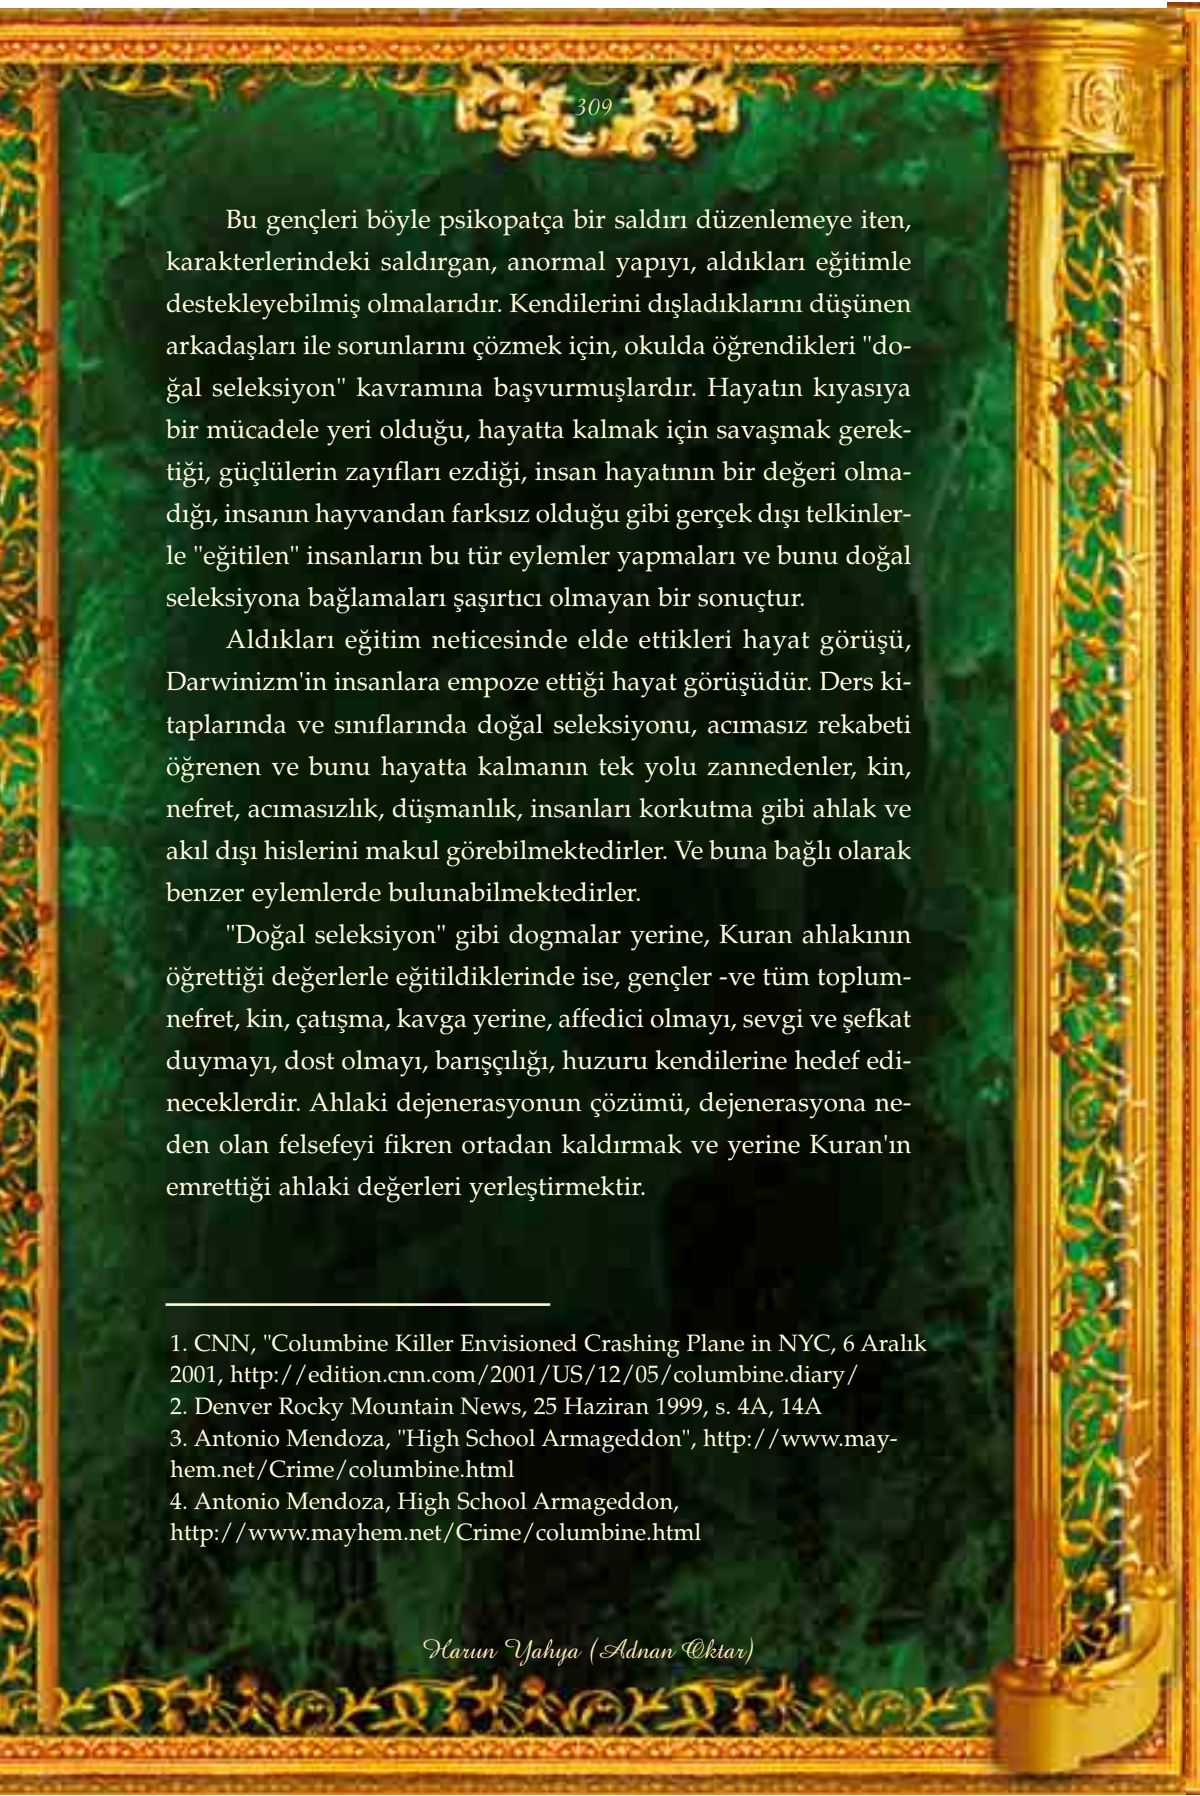 309
Bu gençleri böyle psikopatça bir saldırı düzenlemeye iten,
karakterlerindeki saldırgan, anormal yapıyı, aldıkları eğitimle
destekleyebilmiş olmalarıdır. Kendilerini dışladıklarını düşünen
arkadaşları ile sorunlarını çözmek için, okulda öğrendikleri "do-
ğal seleksiyon" kavramına başvurmuşlardır. Hayatın kıyasıya
bir mücadele yeri olduğu, hayatta kalmak için savaşmak gerek-
tiği, güçlülerin zayıfları ezdiği, insan hayatının bir değeri olma-
dığı, insanın hayvandan farksız olduğu gibi gerçek dışı telkinler-
le "eğitilen" insanların bu tür eylemler yapmaları ve bunu doğal
seleksiyona bağlamaları şaşırtıcı olmayan bir sonuçtur.
Aldıkları eğitim neticesinde elde ettikleri hayat görüşü,
Darwinizm'in insanlara empoze ettiği hayat görüşüdür. Ders ki-
taplarında ve sınıflarında doğal seleksiyonu, acımasız rekabeti
öğrenen ve bunu hayatta kalmanın tek yolu zannedenler, kin,
nefret, acımasızlık, düşmanlık, insanları korkutma gibi ahlak ve
akıl dışı hislerini makul görebilmektedirler. Ve buna bağlı olarak
benzer eylemlerde bulunabilmektedirler.
"Doğal seleksiyon" gibi dogmalar yerine, Kuran ahlakının
öğrettiği değerlerle eğitildiklerinde ise, gençler -ve tüm toplum-
nefret, kin, çatışma, kavga yerine, affedici olmayı, sevgi ve şefkat
duymayı, dost olmayı, barışçılığı, huzuru kendilerine hedef edi-
neceklerdir. Ahlaki dejenerasyonun çözümü, dejenerasyona ne-
den olan felsefeyi fikren ortadan kaldırmak ve yerine Kuran'ın
emrettiği ahlaki değerleri yerleştirmektir.
1. CNN, "Columbine Killer Envisioned Crashing Plane in NYC, 6 Aralık
2001, http://edition.cnn.com/2001/US/12/05/columbine.diary/
2. Denver Rocky Mountain News, 25 Haziran 1999, s. 4A, 14A
3. Antonio Mendoza, "High School Armageddon", http://www.may-
hem.net/Crime/columbine.html
4. Antonio Mendoza, High School Armageddon,
http://www.mayhem.net/Crime/columbine.html
Harun Yahya (Adnan Oktar)